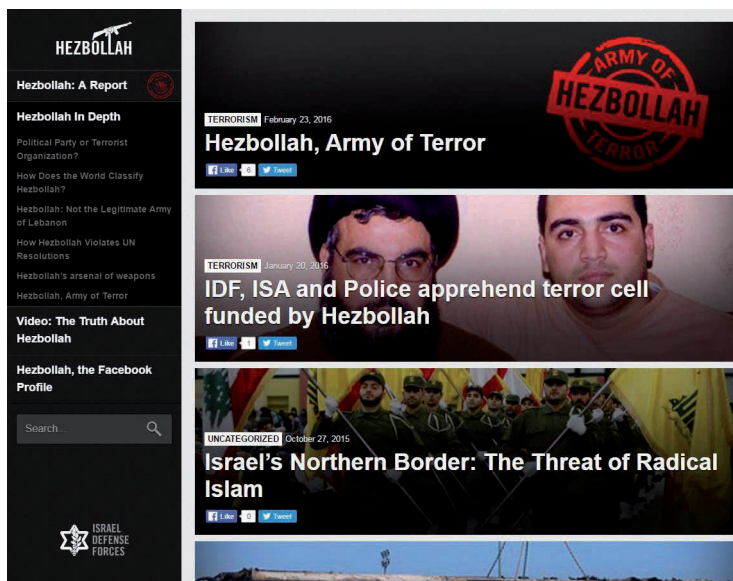 HEZBOLLAH
Hezbollah: A Report
Hezbollah In Depth
Political Party or Terrorist
Organization?
How Does the World Classify
Hezbollah?
Hezbollah: Not the Legitimate Army
of Lebanon
How Hezbollah Violates UN
Resolutions
Hezbollah's arsenal of weapons
Hezbollah, Army of Terror
Video: The Truth About
Hezbollah
Hezbollah, the Facebook
Profile
Search...
ISRAEL
DEFENSE
FORCES
ARMY OF
HEZBOLLAH
TERROR
TERRORISM February 23, 2016
Hezbollah, Army of Terror
Like 6 Tweet
TERRORISM January 20, 2016
IDF, ISA and Police apprehend terror cell
funded by Hezbollah
Like 1 Tweet
UNCATEGORIZED October 27, 2015
Israel's Northern Border: The Threat of Radical
Islam
Like 0 Tweet